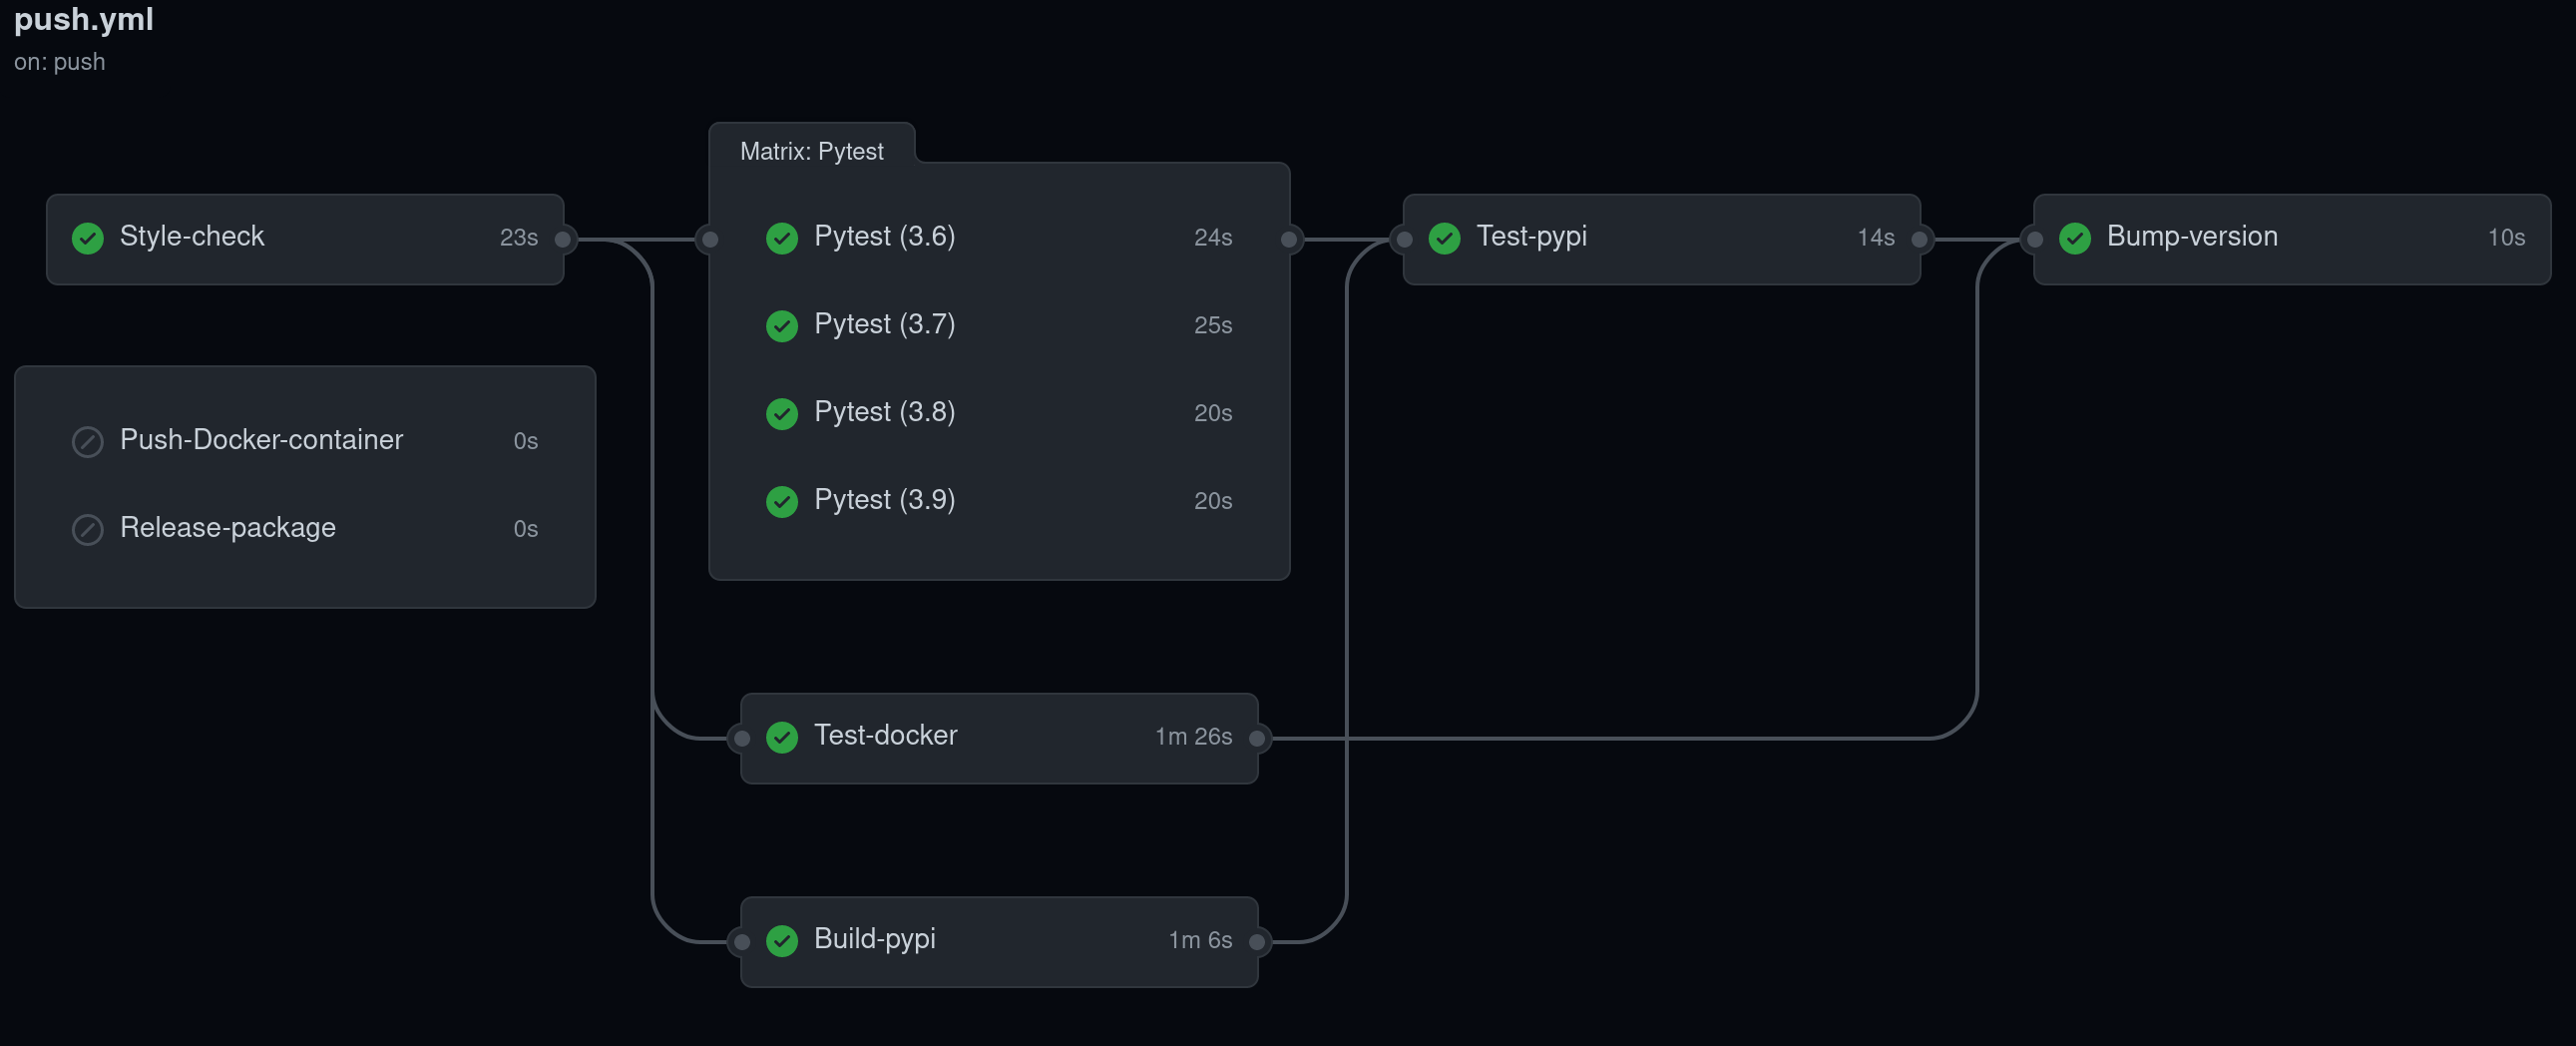 push.yml
on: push
Matrix: Pytest
Style-check 23s
Pytest (3.6) 24s
Test-pypi 14s
Bump-version 10s
Pytest (3.7) 25s
Pytest (3.8) 20s
Pytest (3.9) 20s
Push-Docker-container 0s
Release-package 0s
Test-docker 1m 26s
Build-pypi 1m 6s